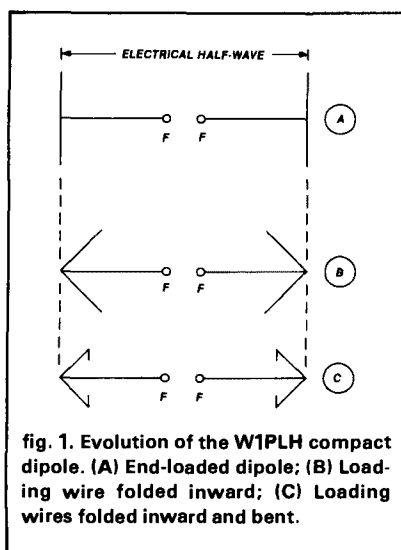 ELECTRICAL HALF-WAVE
F F
A
F F
B
F F
C
fig. 1. Evolution of the W1PLH compact
dipole. (A) End-loaded dipole; (B) Load-
ing wire folded inward; (C) Loading
wires folded inward and bent.